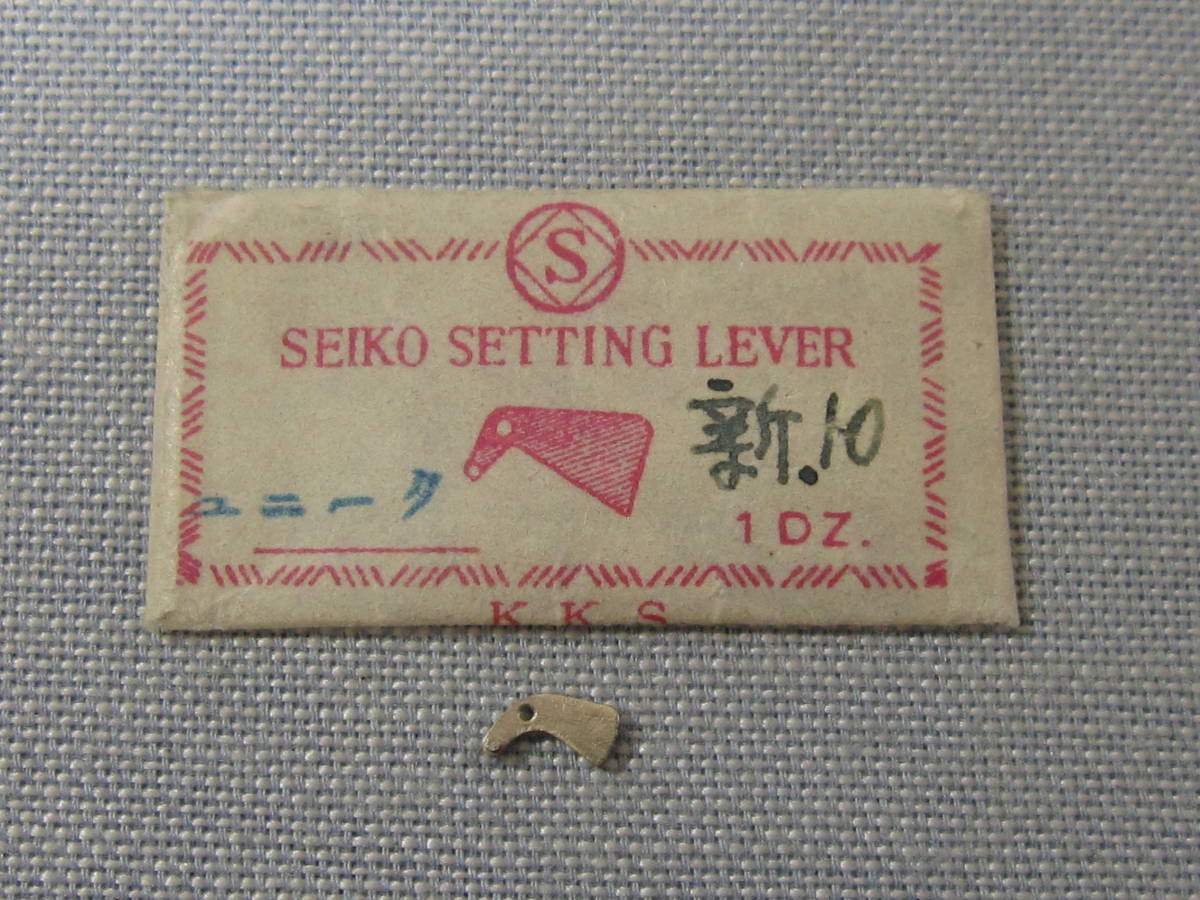 S
SEIKO SETTING LEVER
新.10
ユニーク
1 DZ.
K K S